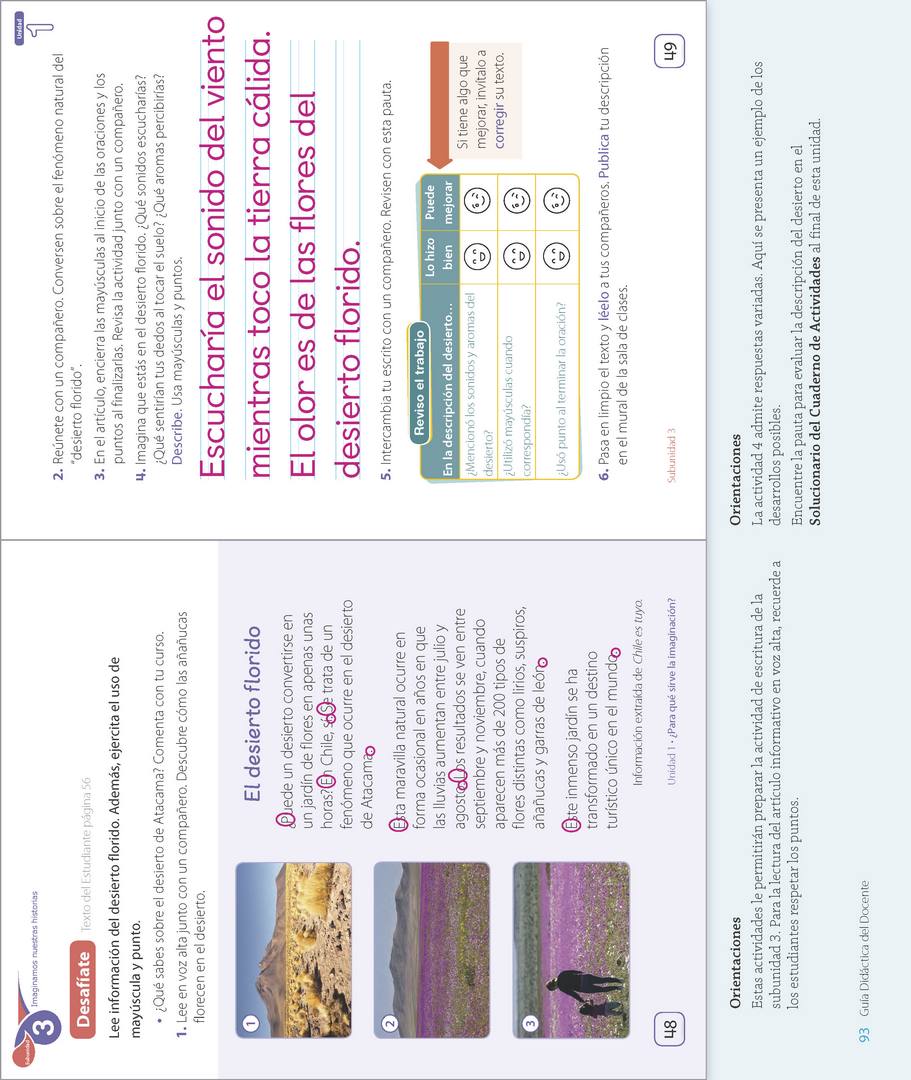 Subunidad
3
Imaginamos nuestras historias
Desafíate
Texto del Estudiante página 56
Lee información del desierto florido. Además, ejercita el uso de
mayúscula y punto.
• ¿Qué sabes sobre el desierto de Atacama? Comenta con tu curso.
1. Lee en voz alta junto con un compañero. Descubre cómo las añañucas
florecen en el desierto.
El desierto florido
1
¿Puede un desierto convertirse en
un jardín de flores en apenas unas
horas? En Chile, sí. Se trata de un
fenómeno que ocurre en el desierto
de Atacama.
2
Esta maravilla natural ocurre en
forma ocasional en años en que
las lluvias aumentan entre julio y
agosto. Los resultados se ven entre
septiembre y noviembre, cuando
aparecen más de 200 tipos de
flores distintas como lirios, suspiros,
añañucas y garras de león.
3
Este inmenso jardín se ha
transformado en un destino
turístico único en el mundo.
Información extraída de Chile es tuyo.
48
Unidad 1 • ¿Para qué sirve la imaginación?
Unidad
1
2. Reúnete con un compañero. Conversen sobre el fenómeno natural del
"desierto florido".
3. En el artículo, encierra las mayúsculas al inicio de las oraciones y los
puntos al finalizarlas. Revisa la actividad junto con un compañero.
4. Imagina que estás en el desierto florido. ¿Qué sonidos escucharías?
¿Qué sentirían tus dedos al tocar el suelo? ¿Qué aromas percibirías?
Describe. Usa mayúsculas y puntos.
Escucharía el sonido del viento
mientras toco la tierra cálida.
El olor es de las flores del
desierto florido.
5. Intercambia tu escrito con un compañero. Revisen con esta pauta.
Reviso el trabajo
En la descripción del desierto… Lo hizo bien Puede mejorar
¿Mencionó los sonidos y aromas del
desierto?
¿Utilizó mayúsculas cuando
correspondía?
¿Usó punto al terminar la oración?
Si tiene algo que
mejorar, invítalo a
corregir su texto.
6. Pasa en limpio el texto y léelo a tus compañeros. Publica tu descripción
en el mural de la sala de clases.
Subunidad 3
49
Orientaciones
Estas actividades le permitirán preparar la actividad de escritura de la
subunidad 3. Para la lectura del artículo informativo en voz alta, recuerde a
los estudiantes respetar los puntos.
Orientaciones
La actividad 4 admite respuestas variadas. Aquí se presenta un ejemplo de los
desarrollos posibles.
Encuentre la pauta para evaluar la descripción del desierto en el
Solucionario del Cuaderno de Actividades al final de esta unidad.
93 Guía Didáctica del Docente